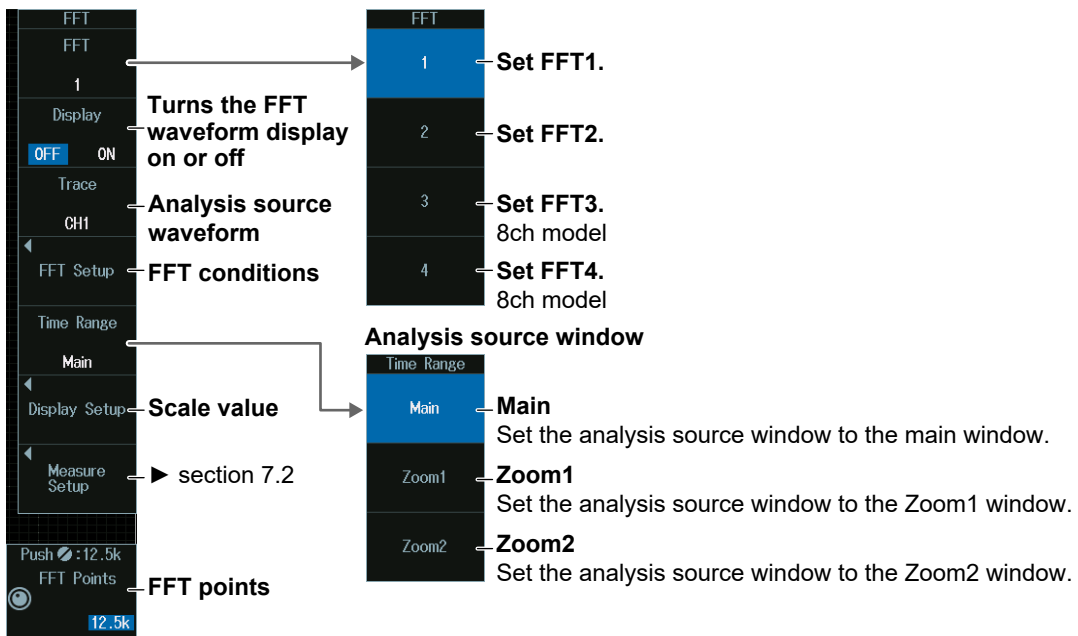 FFT
FFT
1
Display
OFF ON
Trace
CH1
FFT Setup
Time Range
Main
Display Setup
Measure
Setup
Push :12.5k
FFT Points
12.5k
Turns the FFT
waveform display
on or off
Analysis source
waveform
FFT conditions
Scale value
► section 7.2
FFT points
FFT
1
2
3
4
Set FFT1.
Set FFT2.
Set FFT3.
8ch model
Set FFT4.
8ch model
Analysis source window
Time Range
Main
Zoom1
Zoom2
Main
Set the analysis source window to the main window.
Zoom1
Set the analysis source window to the Zoom1 window.
Zoom2
Set the analysis source window to the Zoom2 window.